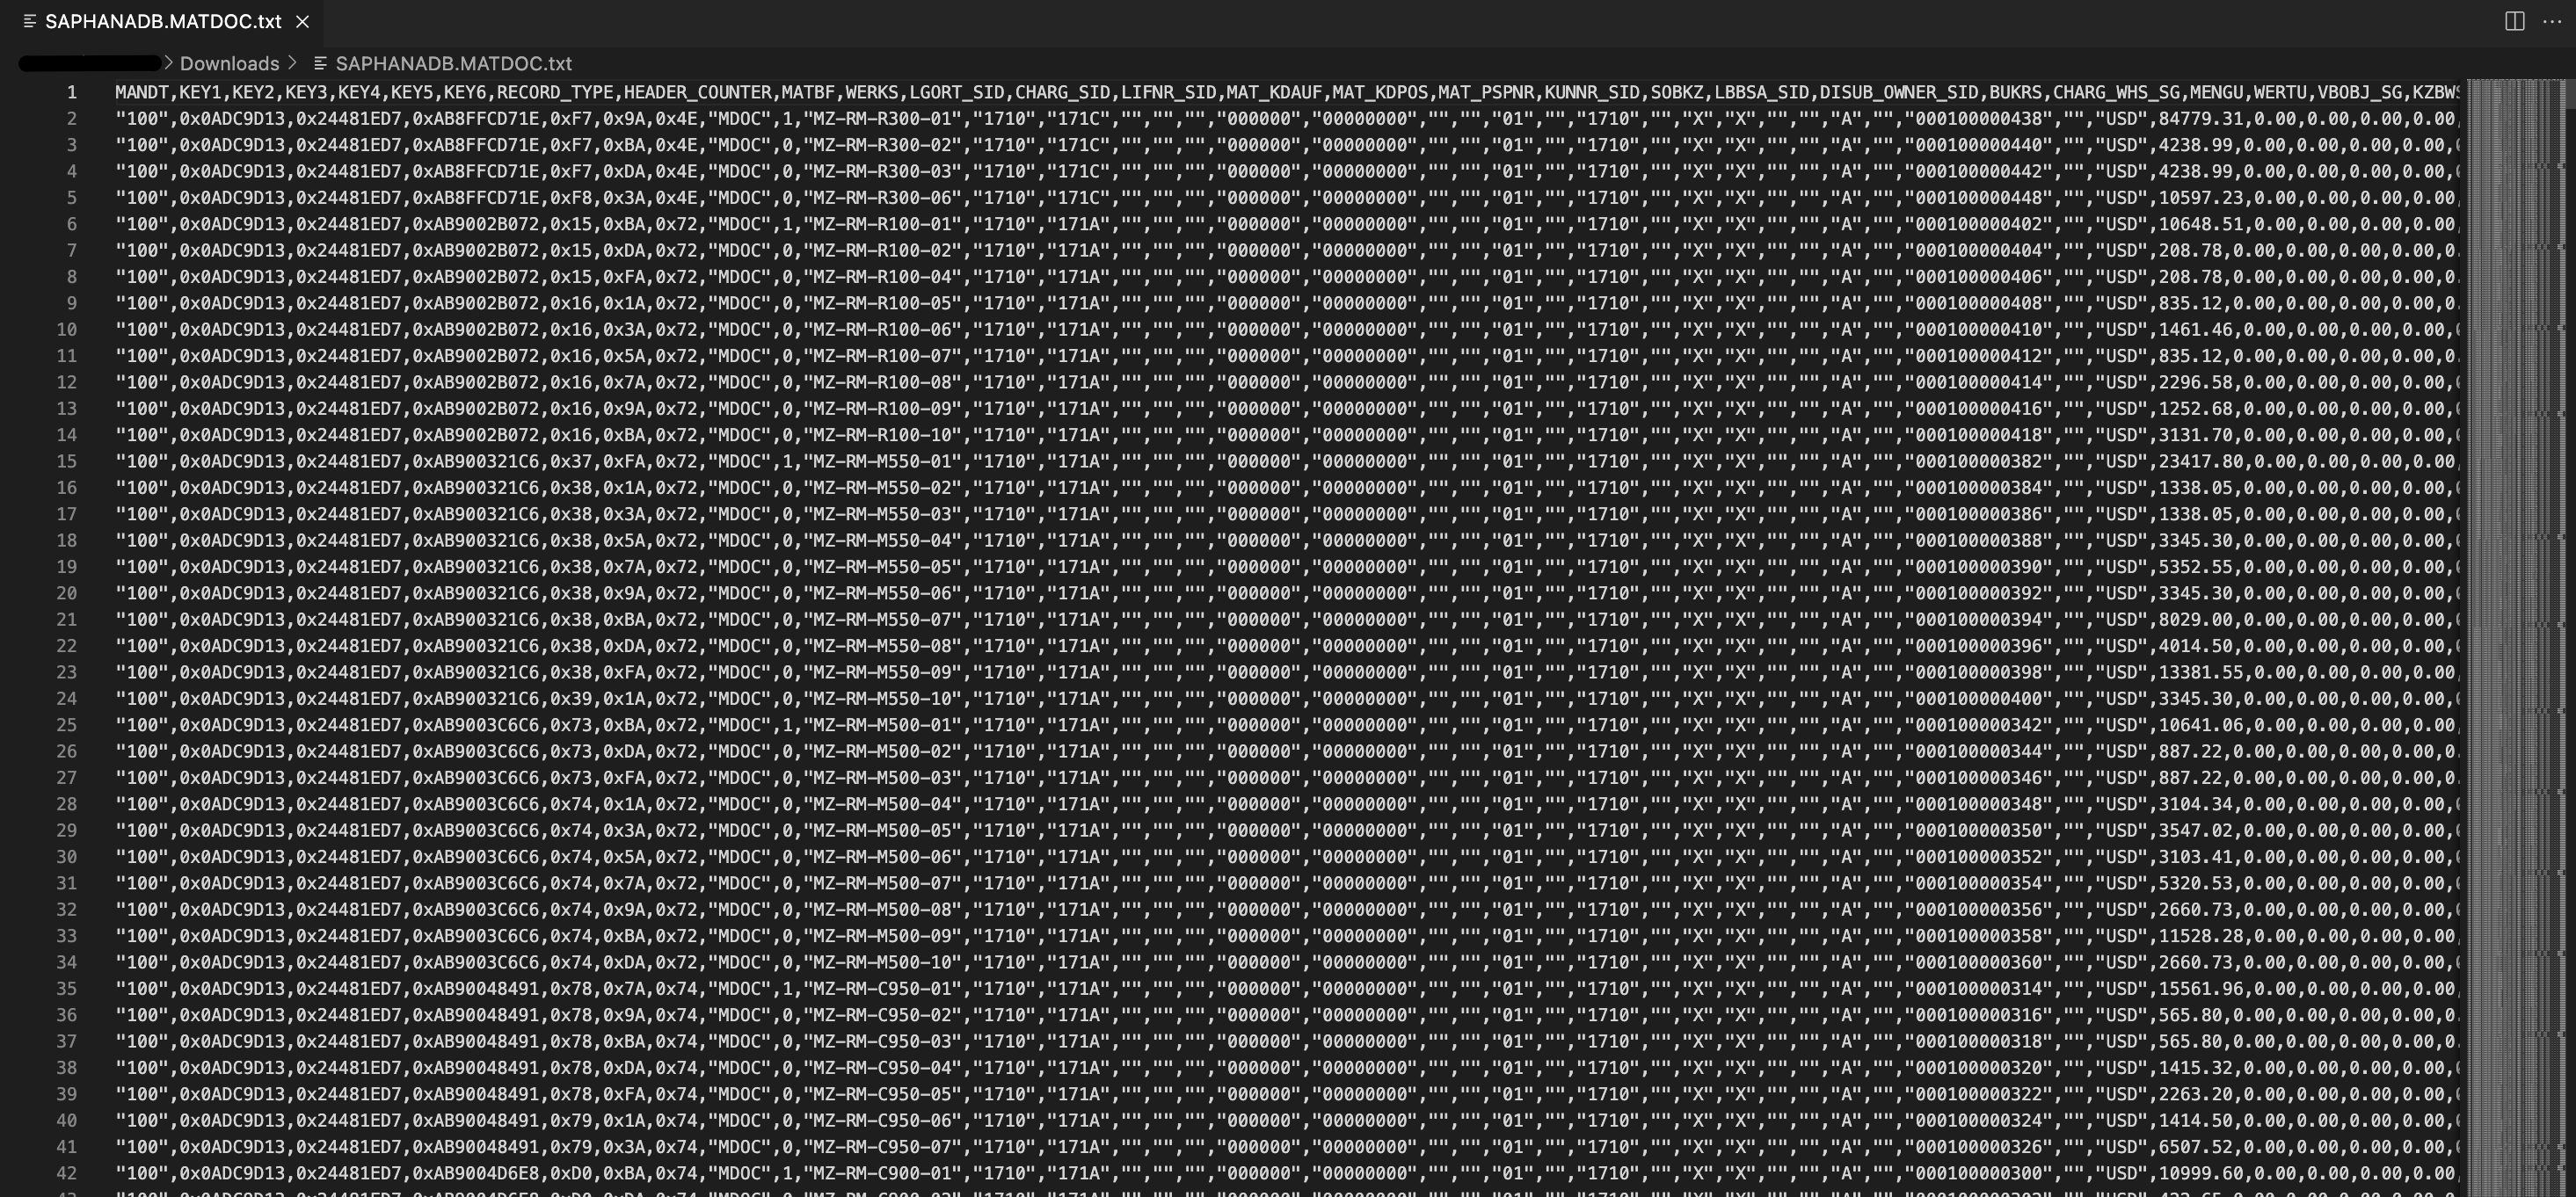 SAPHANADB.MATDOC.txt
Downloads > SAPHANADB.MATDOC.txt
1 MANDT,KEY1,KEY2,KEY3,KEY4,KEY5,KEY6,RECORD_TYPE,HEADER_COUNTER,MATBF,WERKS,LGORT_SID,CHARG_SID,LIFNR_SID,MAT_KDAUF,MAT_KDPOS,MAT_PSPNR,KUNNR_SID,SOBKZ,LBBSA_SID,DISUB_OWNER_SID,BUKRS,CHARG_WHS_SG,MENGU,WERTU,VBOBJ_SG,KZBWS
2 "100",0x0ADC9D13,0x24481ED7,0xAB8FFCD71E,0xF7,0x9A,0x4E,"MDOC",1,"MZ-RM-R300-01","1710","171C","","","","000000","00000000","","","01","","1710","","X","X","","","A","","000100000438","","USD",84779.31,0.00,0.00,0.00,0.00,
3 "100",0x0ADC9D13,0x24481ED7,0xAB8FFCD71E,0xF7,0xBA,0x4E,"MDOC",0,"MZ-RM-R300-02","1710","171C","","","","000000","00000000","","","01","","1710","","X","X","","","A","","000100000440","","USD",4238.99,0.00,0.00,0.00,0.00,0
4 "100",0x0ADC9D13,0x24481ED7,0xAB8FFCD71E,0xF7,0xDA,0x4E,"MDOC",0,"MZ-RM-R300-03","1710","171C","","","","000000","00000000","","","01","","1710","","X","X","","","A","","000100000442","","USD",4238.99,0.00,0.00,0.00,0.00,0
5 "100",0x0ADC9D13,0x24481ED7,0xAB8FFCD71E,0xF8,0x3A,0x4E,"MDOC",0,"MZ-RM-R300-06","1710","171C","","","","000000","00000000","","","01","","1710","","X","X","","","A","","000100000448","","USD",10597.23,0.00,0.00,0.00,0.00,
6 "100",0x0ADC9D13,0x24481ED7,0xAB9002B072,0x15,0xBA,0x72,"MDOC",1,"MZ-RM-R100-01","1710","171A","","","","000000","00000000","","","01","","1710","","X","X","","","A","","000100000402","","USD",10648.51,0.00,0.00,0.00,0.00,
7 "100",0x0ADC9D13,0x24481ED7,0xAB9002B072,0x15,0xDA,0x72,"MDOC",0,"MZ-RM-R100-02","1710","171A","","","","000000","00000000","","","01","","1710","","X","X","","","A","","000100000404","","USD",208.78,0.00,0.00,0.00,0.00,0.
8 "100",0x0ADC9D13,0x24481ED7,0xAB9002B072,0x15,0xFA,0x72,"MDOC",0,"MZ-RM-R100-04","1710","171A","","","","000000","00000000","","","01","","1710","","X","X","","","A","","000100000406","","USD",208.78,0.00,0.00,0.00,0.00,0.
9 "100",0x0ADC9D13,0x24481ED7,0xAB9002B072,0x16,0x1A,0x72,"MDOC",0,"MZ-RM-R100-05","1710","171A","","","","000000","00000000","","","01","","1710","","X","X","","","A","","000100000408","","USD",835.12,0.00,0.00,0.00,0.00,0.
10 "100",0x0ADC9D13,0x24481ED7,0xAB9002B072,0x16,0x3A,0x72,"MDOC",0,"MZ-RM-R100-06","1710","171A","","","","000000","00000000","","","01","","1710","","X","X","","","A","","000100000410","","USD",1461.46,0.00,0.00,0.00,0.00,0
11 "100",0x0ADC9D13,0x24481ED7,0xAB9002B072,0x16,0x5A,0x72,"MDOC",0,"MZ-RM-R100-07","1710","171A","","","","000000","00000000","","","01","","1710","","X","X","","","A","","000100000412","","USD",835.12,0.00,0.00,0.00,0.00,0.
12 "100",0x0ADC9D13,0x24481ED7,0xAB9002B072,0x16,0x7A,0x72,"MDOC",0,"MZ-RM-R100-08","1710","171A","","","","000000","00000000","","","01","","1710","","X","X","","","A","","000100000414","","USD",2296.58,0.00,0.00,0.00,0.00,0
13 "100",0x0ADC9D13,0x24481ED7,0xAB9002B072,0x16,0x9A,0x72,"MDOC",0,"MZ-RM-R100-09","1710","171A","","","","000000","00000000","","","01","","1710","","X","X","","","A","","000100000416","","USD",1252.68,0.00,0.00,0.00,0.00,0
14 "100",0x0ADC9D13,0x24481ED7,0xAB9002B072,0x16,0xBA,0x72,"MDOC",0,"MZ-RM-R100-10","1710","171A","","","","000000","00000000","","","01","","1710","","X","X","","","A","","000100000418","","USD",3131.70,0.00,0.00,0.00,0.00,0
15 "100",0x0ADC9D13,0x24481ED7,0xAB900321C6,0x37,0xFA,0x72,"MDOC",1,"MZ-RM-M550-01","1710","171A","","","","000000","00000000","","","01","","1710","","X","X","","","A","","000100000382","","USD",23417.80,0.00,0.00,0.00,0.00,
16 "100",0x0ADC9D13,0x24481ED7,0xAB900321C6,0x38,0x1A,0x72,"MDOC",0,"MZ-RM-M550-02","1710","171A","","","","000000","00000000","","","01","","1710","","X","X","","","A","","000100000384","","USD",1338.05,0.00,0.00,0.00,0.00,0
17 "100",0x0ADC9D13,0x24481ED7,0xAB900321C6,0x38,0x3A,0x72,"MDOC",0,"MZ-RM-M550-03","1710","171A","","","","000000","00000000","","","01","","1710","","X","X","","","A","","000100000386","","USD",1338.05,0.00,0.00,0.00,0.00,0
18 "100",0x0ADC9D13,0x24481ED7,0xAB900321C6,0x38,0x5A,0x72,"MDOC",0,"MZ-RM-M550-04","1710","171A","","","","000000","00000000","","","01","","1710","","X","X","","","A","","000100000388","","USD",3345.30,0.00,0.00,0.00,0.00,0
19 "100",0x0ADC9D13,0x24481ED7,0xAB900321C6,0x38,0x7A,0x72,"MDOC",0,"MZ-RM-M550-05","1710","171A","","","","000000","00000000","","","01","","1710","","X","X","","","A","","000100000390","","USD",5352.55,0.00,0.00,0.00,0.00,0
20 "100",0x0ADC9D13,0x24481ED7,0xAB900321C6,0x38,0x9A,0x72,"MDOC",0,"MZ-RM-M550-06","1710","171A","","","","000000","00000000","","","01","","1710","","X","X","","","A","","000100000392","","USD",3345.30,0.00,0.00,0.00,0.00,0
21 "100",0x0ADC9D13,0x24481ED7,0xAB900321C6,0x38,0xBA,0x72,"MDOC",0,"MZ-RM-M550-07","1710","171A","","","","000000","00000000","","","01","","1710","","X","X","","","A","","000100000394","","USD",8029.00,0.00,0.00,0.00,0.00,0
22 "100",0x0ADC9D13,0x24481ED7,0xAB900321C6,0x38,0xDA,0x72,"MDOC",0,"MZ-RM-M550-08","1710","171A","","","","000000","00000000","","","01","","1710","","X","X","","","A","","000100000396","","USD",4014.50,0.00,0.00,0.00,0.00,0
23 "100",0x0ADC9D13,0x24481ED7,0xAB900321C6,0x38,0xFA,0x72,"MDOC",0,"MZ-RM-M550-09","1710","171A","","","","000000","00000000","","","01","","1710","","X","X","","","A","","000100000398","","USD",13381.55,0.00,0.00,0.00,0.00,
24 "100",0x0ADC9D13,0x24481ED7,0xAB900321C6,0x39,0x1A,0x72,"MDOC",0,"MZ-RM-M550-10","1710","171A","","","","000000","00000000","","","01","","1710","","X","X","","","A","","000100000400","","USD",3345.30,0.00,0.00,0.00,0.00,0
25 "100",0x0ADC9D13,0x24481ED7,0xAB9003C6C6,0x73,0xBA,0x72,"MDOC",1,"MZ-RM-M500-01","1710","171A","","","","000000","00000000","","","01","","1710","","X","X","","","A","","000100000342","","USD",10641.06,0.00,0.00,0.00,0.00,
26 "100",0x0ADC9D13,0x24481ED7,0xAB9003C6C6,0x73,0xDA,0x72,"MDOC",0,"MZ-RM-M500-02","1710","171A","","","","000000","00000000","","","01","","1710","","X","X","","","A","","000100000344","","USD",887.22,0.00,0.00,0.00,0.00,0.
27 "100",0x0ADC9D13,0x24481ED7,0xAB9003C6C6,0x73,0xFA,0x72,"MDOC",0,"MZ-RM-M500-03","1710","171A","","","","000000","00000000","","","01","","1710","","X","X","","","A","","000100000346","","USD",887.22,0.00,0.00,0.00,0.00,0.
28 "100",0x0ADC9D13,0x24481ED7,0xAB9003C6C6,0x74,0x1A,0x72,"MDOC",0,"MZ-RM-M500-04","1710","171A","","","","000000","00000000","","","01","","1710","","X","X","","","A","","000100000348","","USD",3104.34,0.00,0.00,0.00,0.00,0
29 "100",0x0ADC9D13,0x24481ED7,0xAB9003C6C6,0x74,0x3A,0x72,"MDOC",0,"MZ-RM-M500-05","1710","171A","","","","000000","00000000","","","01","","1710","","X","X","","","A","","000100000350","","USD",3547.02,0.00,0.00,0.00,0.00,0
30 "100",0x0ADC9D13,0x24481ED7,0xAB9003C6C6,0x74,0x5A,0x72,"MDOC",0,"MZ-RM-M500-06","1710","171A","","","","000000","00000000","","","01","","1710","","X","X","","","A","","000100000352","","USD",3103.41,0.00,0.00,0.00,0.00,0
31 "100",0x0ADC9D13,0x24481ED7,0xAB9003C6C6,0x74,0x7A,0x72,"MDOC",0,"MZ-RM-M500-07","1710","171A","","","","000000","00000000","","","01","","1710","","X","X","","","A","","000100000354","","USD",5320.53,0.00,0.00,0.00,0.00,0
32 "100",0x0ADC9D13,0x24481ED7,0xAB9003C6C6,0x74,0x9A,0x72,"MDOC",0,"MZ-RM-M500-08","1710","171A","","","","000000","00000000","","","01","","1710","","X","X","","","A","","000100000356","","USD",2660.73,0.00,0.00,0.00,0.00,0
33 "100",0x0ADC9D13,0x24481ED7,0xAB9003C6C6,0x74,0xBA,0x72,"MDOC",0,"MZ-RM-M500-09","1710","171A","","","","000000","00000000","","","01","","1710","","X","X","","","A","","000100000358","","USD",11528.28,0.00,0.00,0.00,0.00,
34 "100",0x0ADC9D13,0x24481ED7,0xAB9003C6C6,0x74,0xDA,0x72,"MDOC",0,"MZ-RM-M500-10","1710","171A","","","","000000","00000000","","","01","","1710","","X","X","","","A","","000100000360","","USD",2660.73,0.00,0.00,0.00,0.00,0
35 "100",0x0ADC9D13,0x24481ED7,0xAB90048491,0x78,0x7A,0x74,"MDOC",1,"MZ-RM-C950-01","1710","171A","","","","000000","00000000","","","01","","1710","","X","X","","","A","","000100000314","","USD",15561.96,0.00,0.00,0.00,0.00,
36 "100",0x0ADC9D13,0x24481ED7,0xAB90048491,0x78,0x9A,0x74,"MDOC",0,"MZ-RM-C950-02","1710","171A","","","","000000","00000000","","","01","","1710","","X","X","","","A","","000100000316","","USD",565.80,0.00,0.00,0.00,0.00,0.
37 "100",0x0ADC9D13,0x24481ED7,0xAB90048491,0x78,0xBA,0x74,"MDOC",0,"MZ-RM-C950-03","1710","171A","","","","000000","00000000","","","01","","1710","","X","X","","","A","","000100000318","","USD",565.80,0.00,0.00,0.00,0.00,0.
38 "100",0x0ADC9D13,0x24481ED7,0xAB90048491,0x78,0xDA,0x74,"MDOC",0,"MZ-RM-C950-04","1710","171A","","","","000000","00000000","","","01","","1710","","X","X","","","A","","000100000320","","USD",1415.32,0.00,0.00,0.00,0.00,0
39 "100",0x0ADC9D13,0x24481ED7,0xAB90048491,0x78,0xFA,0x74,"MDOC",0,"MZ-RM-C950-05","1710","171A","","","","000000","00000000","","","01","","1710","","X","X","","","A","","000100000322","","USD",2263.20,0.00,0.00,0.00,0.00,0
40 "100",0x0ADC9D13,0x24481ED7,0xAB90048491,0x79,0x1A,0x74,"MDOC",0,"MZ-RM-C950-06","1710","171A","","","","000000","00000000","","","01","","1710","","X","X","","","A","","000100000324","","USD",1414.50,0.00,0.00,0.00,0.00,0
41 "100",0x0ADC9D13,0x24481ED7,0xAB90048491,0x79,0x3A,0x74,"MDOC",0,"MZ-RM-C950-07","1710","171A","","","","000000","00000000","","","01","","1710","","X","X","","","A","","000100000326","","USD",6507.52,0.00,0.00,0.00,0.00,0
42 "100",0x0ADC9D13,0x24481ED7,0xAB9004D6E8,0xD0,0xBA,0x74,"MDOC",1,"MZ-RM-C900-01","1710","171A","","","","000000","00000000","","","01","","1710","","X","X","","","A","","000100000300","","USD",10999.60,0.00,0.00,0.00,0.00,